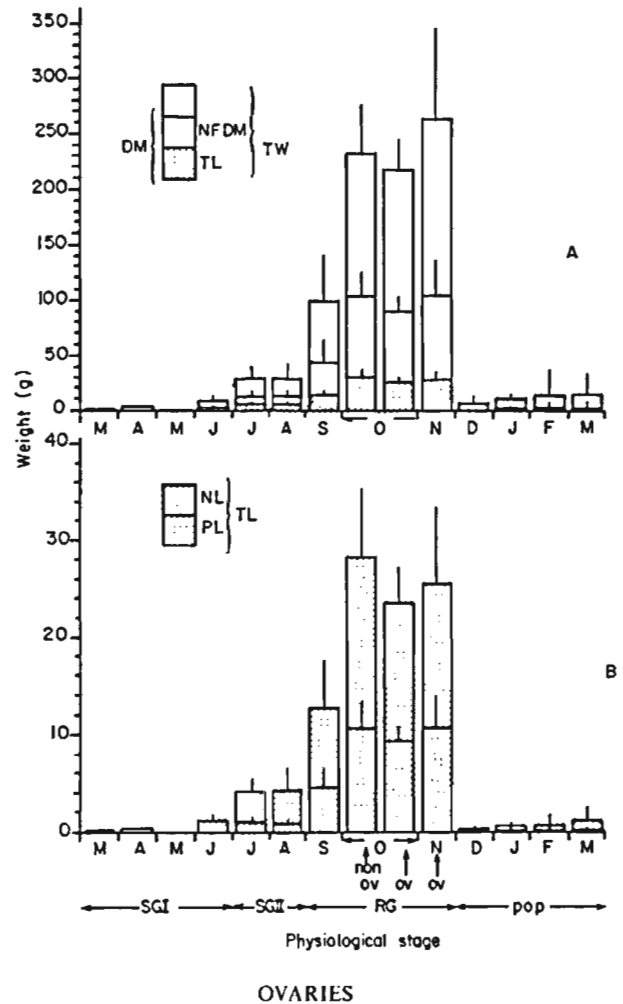 350
300
250
200
150
100
50
0
DM
NFDM
TL
TW
A
M A M J J A S O N D J F M
Weight (g)
40
30
20
10
0
NL
PL
TL
B
M A M J J A S O N D J F M
non
ov ov ov
SGI SGII RG pop
Physiological stage
OVARIES